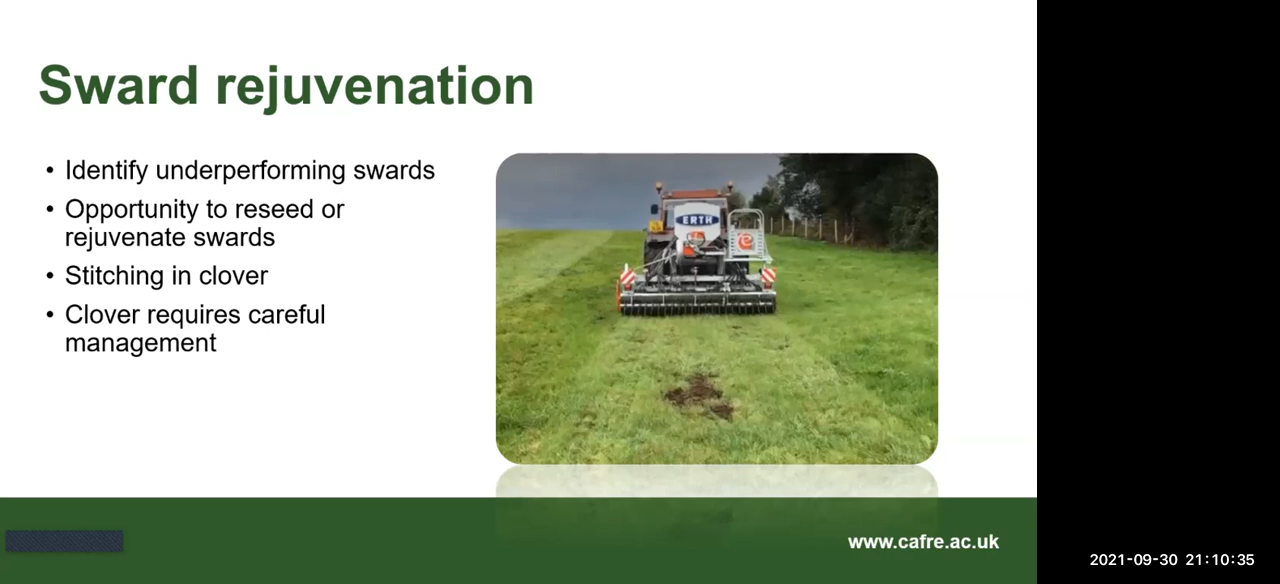 Sward rejuvenation
• Identify underperforming swards
• Opportunity to reseed or
rejuvenate swards
• Stitching in clover
• Clover requires careful
management
ERTH
e
www.cafre.ac.uk
2021-09-30 21:10:35